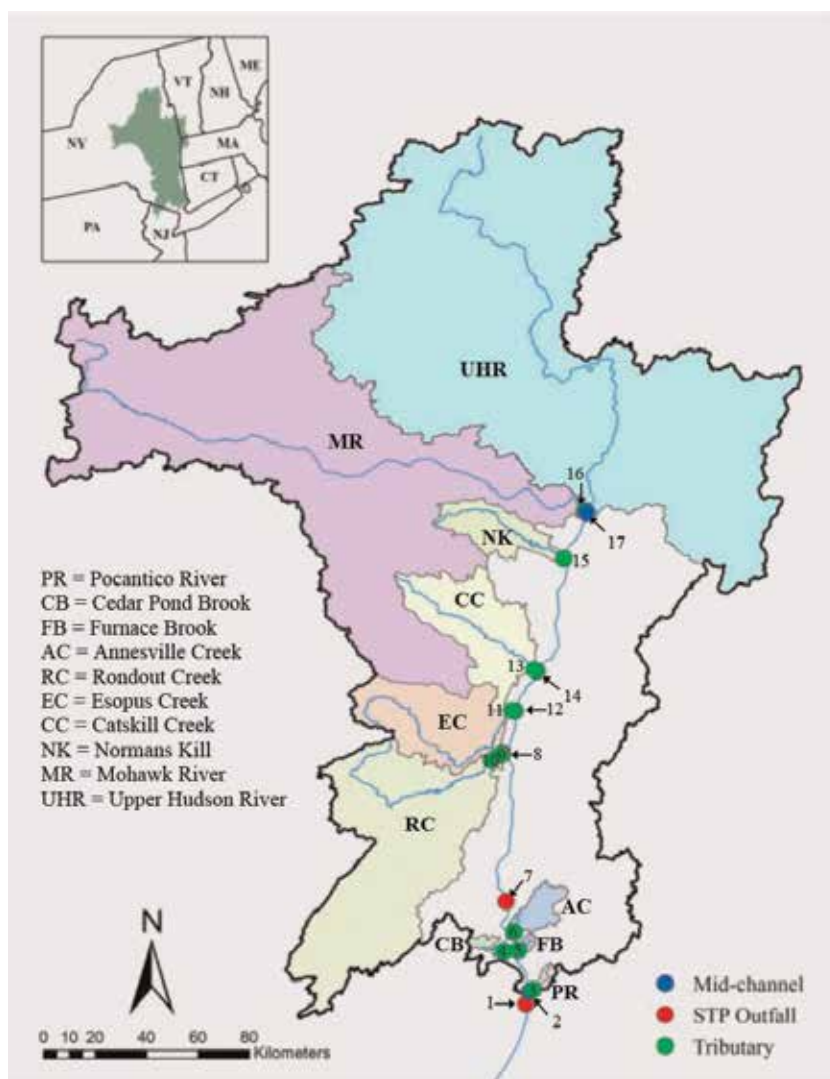 ME
VT
NH
NY
MA
CT
PA
NJ
UHR
MR
16
17
NK
15
CC
13
14
11
12
EC
8
RC
7
AC
6
CB
FB
PR
1
2
PR = Pocantico River
CB = Cedar Pond Brook
FB = Furnace Brook
AC = Annesville Creek
RC = Rondout Creek
EC = Esopus Creek
CC = Catskill Creek
NK = Normans Kill
MR = Mohawk River
UHR = Upper Hudson River
N
0 10 20 40 60 80
Kilometers
Mid-channel
STP Outfall
Tributary